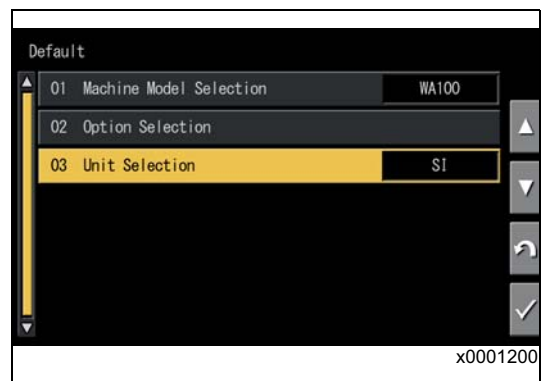 Default
01 Machine Model Selection WA100
02 Option Selection
03 Unit Selection SI
x0001200